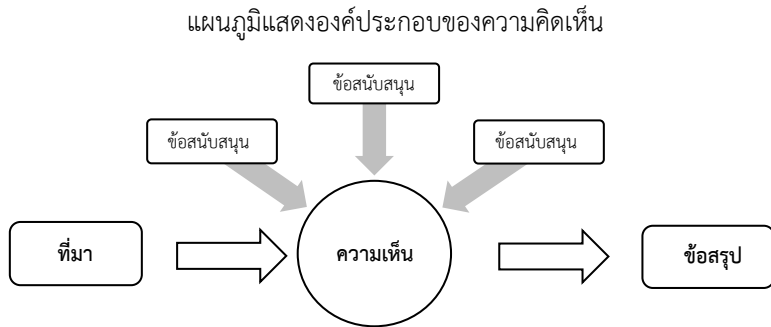 แผนภูมิแสดงองค์ประกอบของความคิดเห็น
ข้อสนับสนุน
ข้อสนับสนุน
ข้อสนับสนุน
ที่มา
ความเห็น
ข้อสรุป